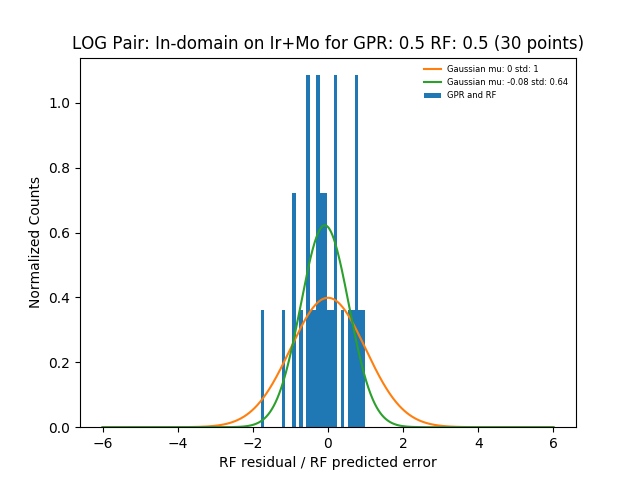 LOG Pair: In-domain on Ir+Mo for GPR: 0.5 RF: 0.5 (30 points)
Gaussian mu: 0 std: 1
Gaussian mu: -0.08 std: 0.64
GPR and RF
Normalized Counts
1.0
0.8
0.6
0.4
0.2
0.0
−6 −4 −2 0 2 4 6
RF residual / RF predicted error